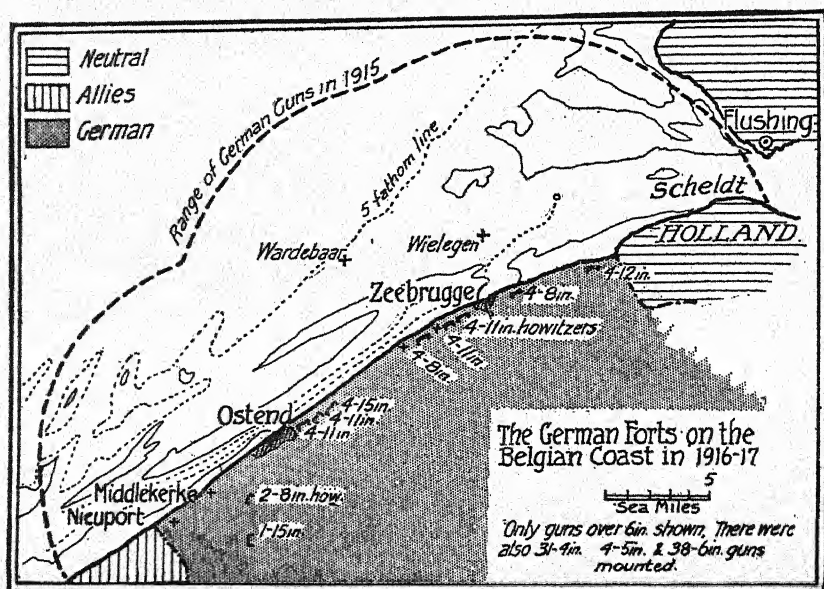 Neutral
Allies
German
Range of German Guns in 1915
5 fathom line
Flushing
Scheldt
Wardebaar
Wielegen
HOLLAND
4-12in.
Zeebrugge
4-8in.
4-11in. howitzers
4-11in.
4-8in.
Ostend
4-15in.
4-11in.
4-11in
The German Forts on the
Belgian Coast in 1916-17
5
Sea Miles
Middlekerke
2-8in. how.
Nieuport
1-15in.
Only guns over 6in. shown, There were
also 31-4in. 4-5in. & 38-6in. guns
mounted.